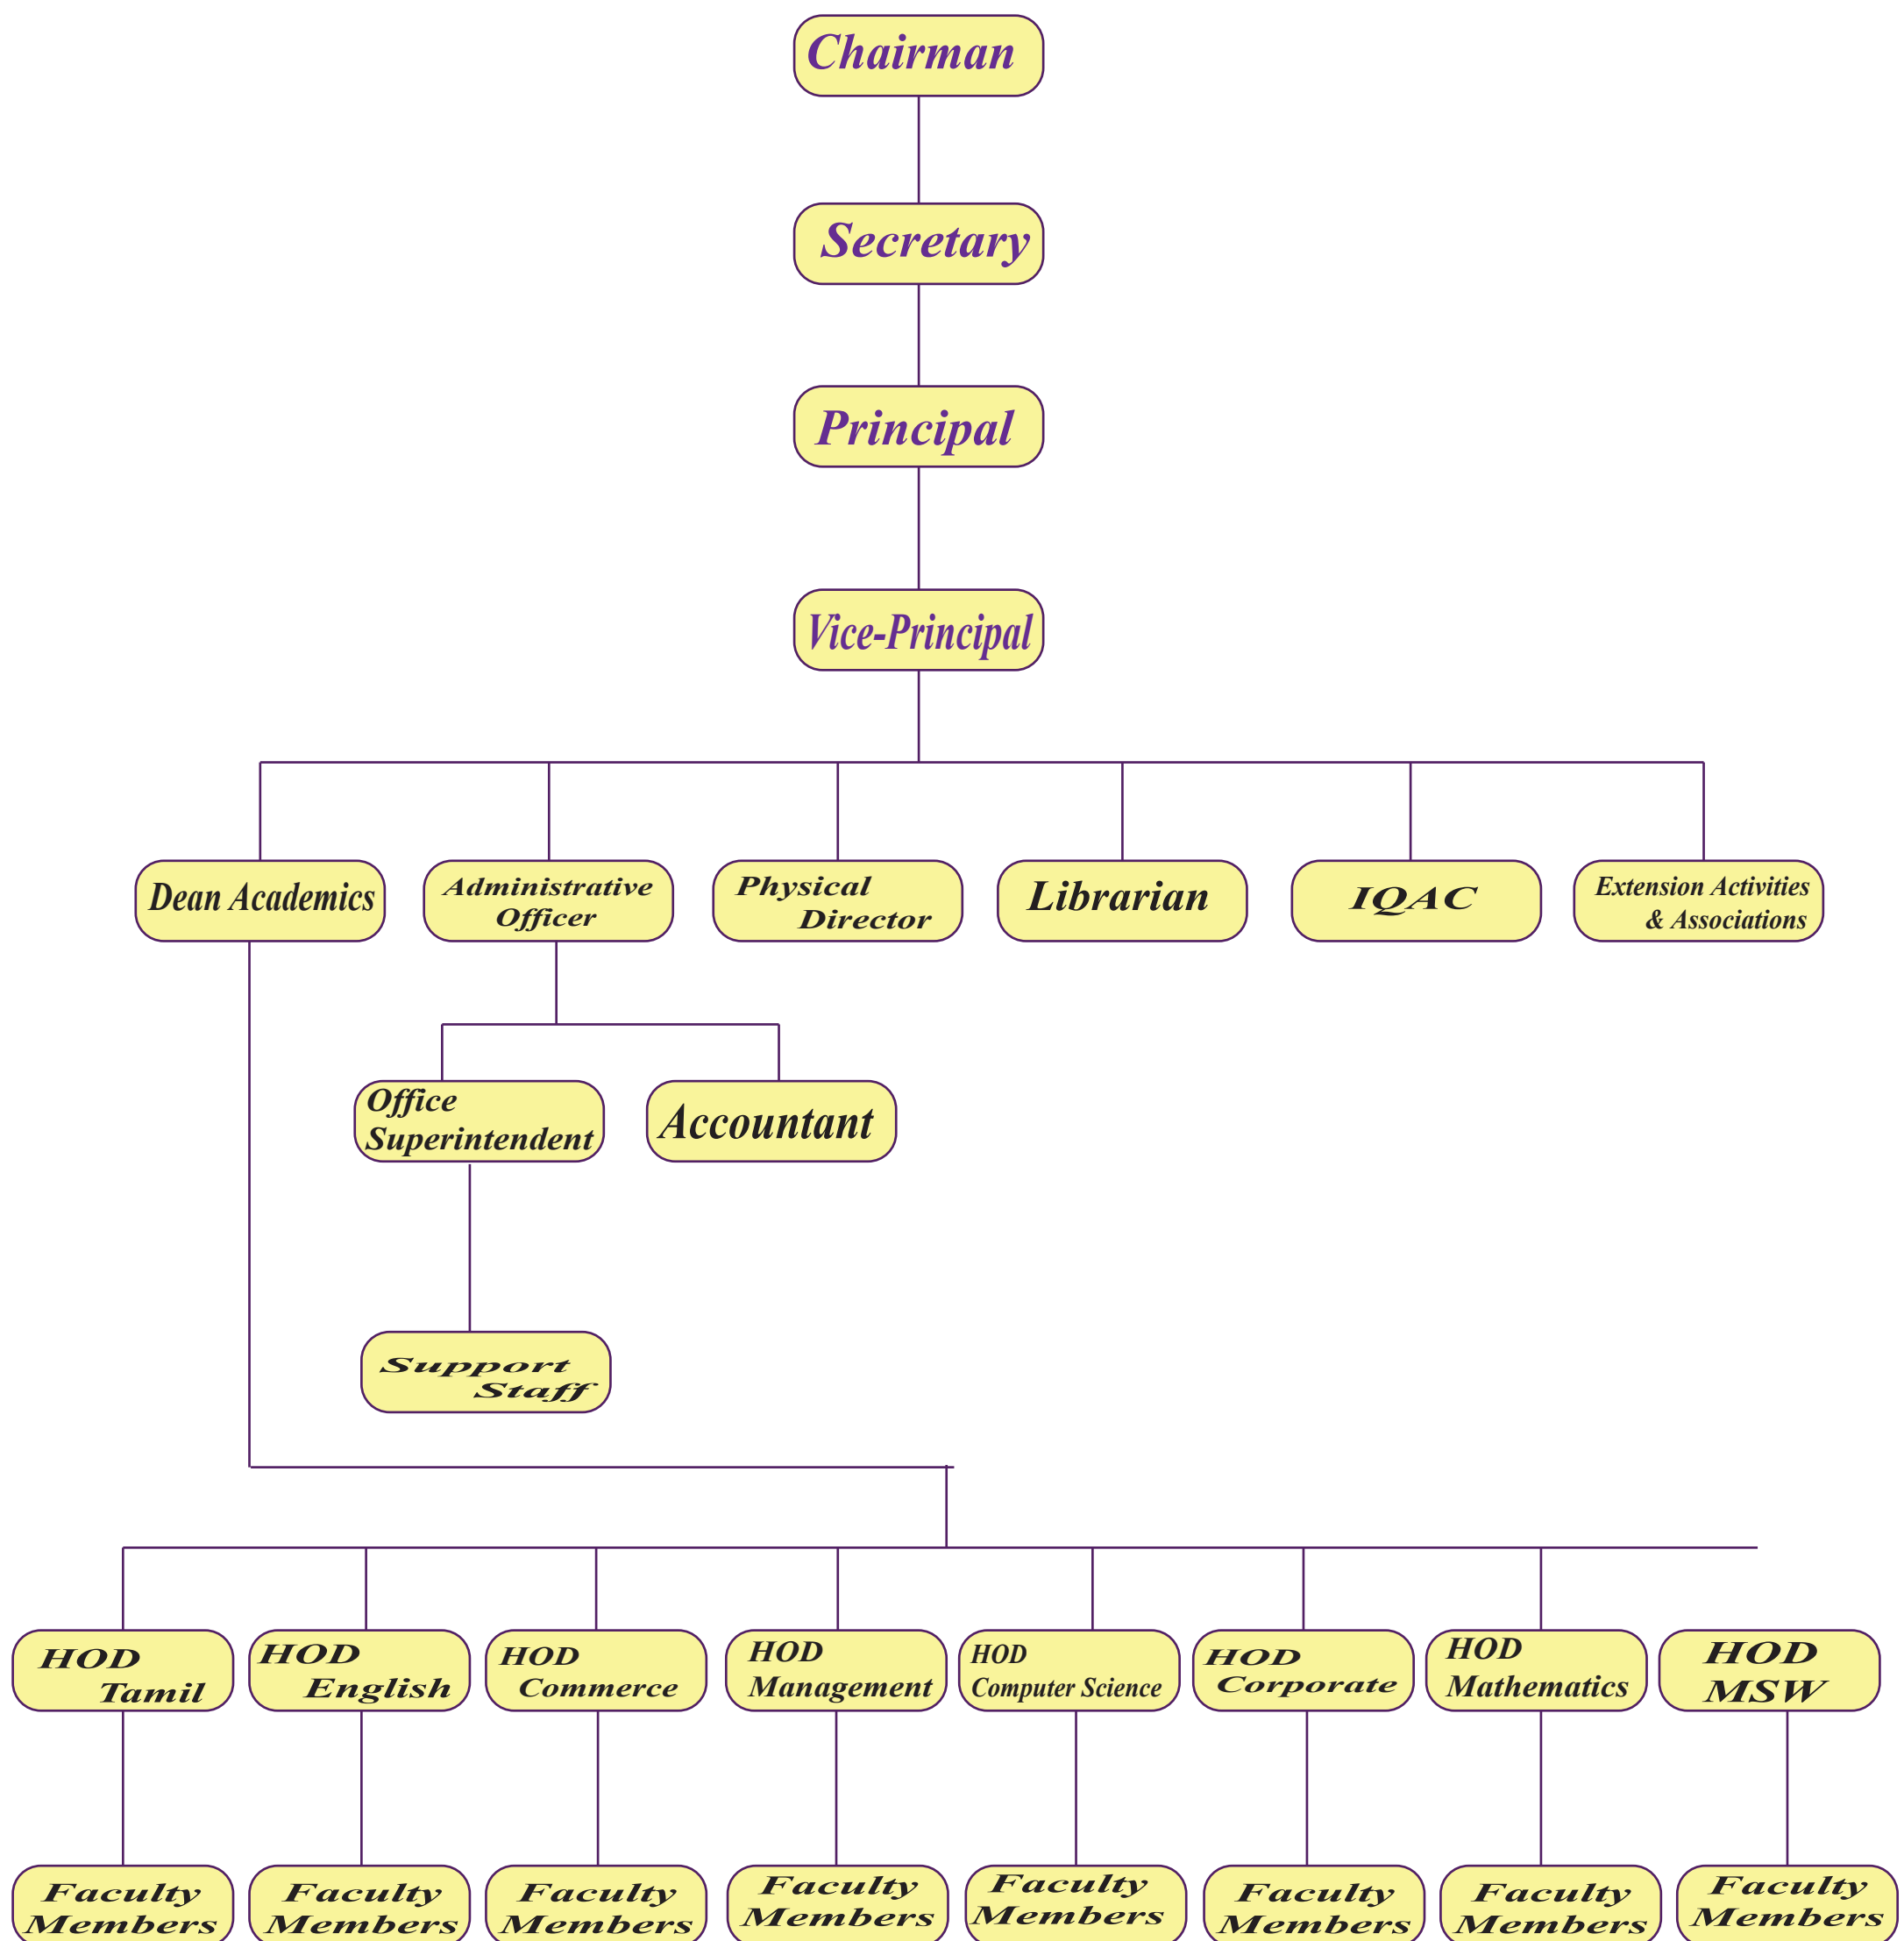 Chairman
Secretary
Principal
Vice-Principal
Dean Academics
Administrative
Officer
Physical
Director
Librarian
IQAC
Extension Activities
& Associations
Office
Superintendent
Accountant
Support
Staff
HOD
Tamil
HOD
English
HOD
Commerce
HOD
Management
HOD
Computer Science
HOD
Corporate
HOD
Mathematics
HOD
MSW
Faculty
Members
Faculty
Members
Faculty
Members
Faculty
Members
Faculty
Members
Faculty
Members
Faculty
Members
Faculty
Members